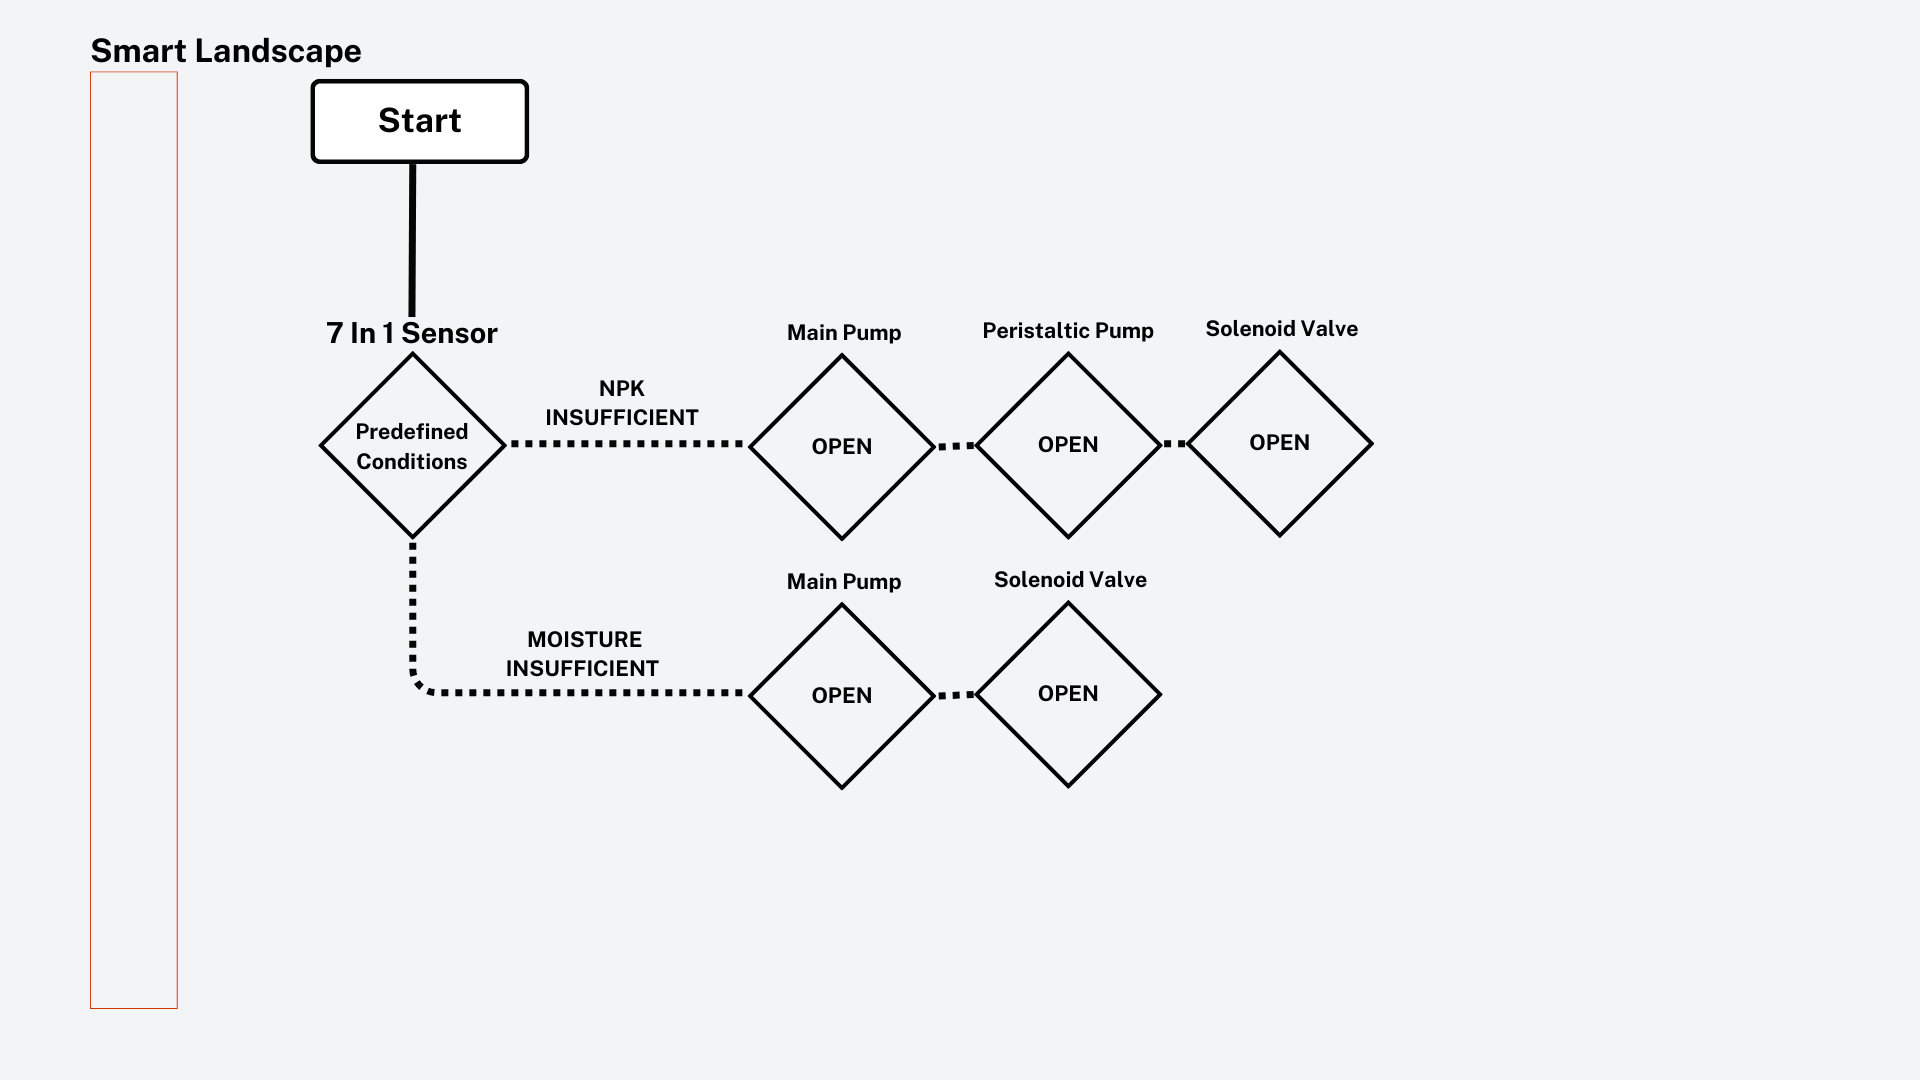 Smart Landscape
Start
7 In 1 Sensor
Predefined
Conditions
NPK
INSUFFICIENT
Main Pump
OPEN
Peristaltic Pump
OPEN
Solenoid Valve
OPEN
MOISTURE
INSUFFICIENT
Main Pump
OPEN
Solenoid Valve
OPEN